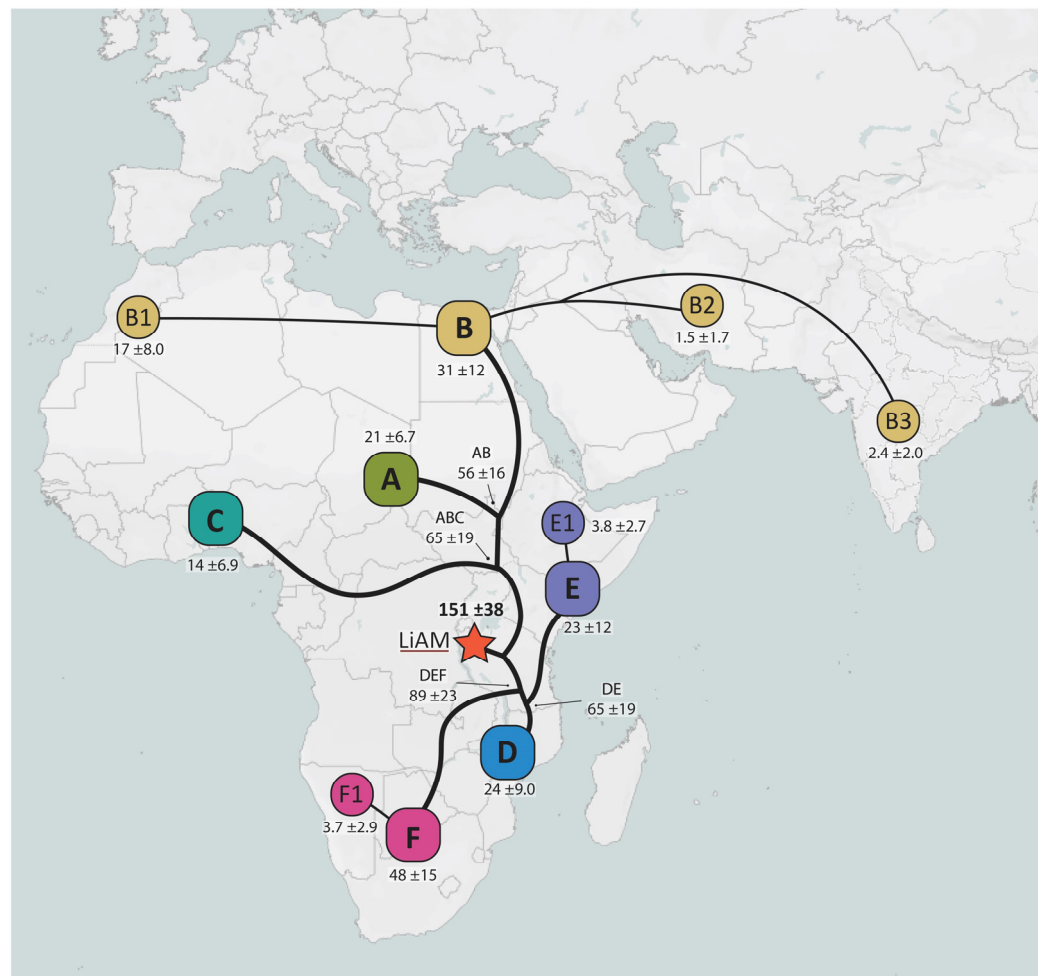 B1
17 ±8.0
B
31 ±12
B2
1.5 ±1.7
B3
2.4 ±2.0
21 ±6.7
A
AB
56 ±16
C
14 ±6.9
ABC
65 ±19
E1
3.8 ±2.7
E
23 ±12
151 ±38
LiAM
DEF
89 ±23
DE
65 ±19
D
24 ±9.0
F1
3.7 ±2.9
F
48 ±15